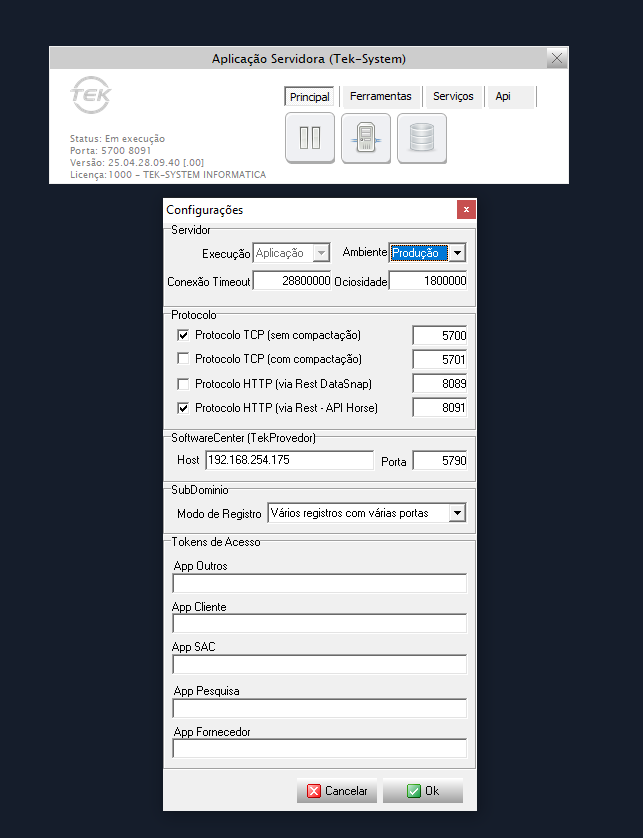 Aplicação Servidora (Tek-System)
TEK
Principal Ferramentas Serviços Api
Status: Em execução
Porta: 5700 8091
Versão: 25.04.28.09.40 [.00]
Licença:1000 - TEK-SYSTEM INFORMATICA
Configurações
Servidor
Execução Aplicação Ambiente Produção
Conexão Timeout 28800000 Ociosidade 1800000
Protocolo
Protocolo TCP (sem compactação) 5700
Protocolo TCP (com compactação) 5701
Protocolo HTTP (via Rest DataSnap) 8089
Protocolo HTTP (via Rest - API Horse) 8091
SoftwareCenter (TekProvedor)
Host 192.168.254.175 Porta 5790
SubDominio
Modo de Registro Vários registros com várias portas
Tokens de Acesso
App Outros
App Cliente
App SAC
App Pesquisa
App Fornecedor
Cancelar Ok